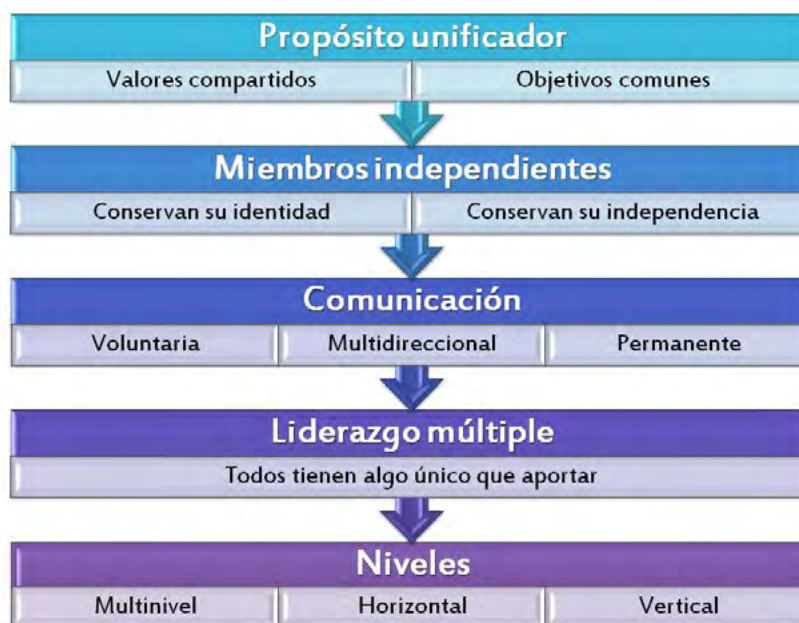 Propósito unificador
Valores compartidos
Objetivos comunes
Miembros independientes
Conservan su identidad
Conservan su independencia
Comunicación
Voluntaria
Multidireccional
Permanente
Liderazgo múltiple
Todos tienen algo único que aportar
Niveles
Multinivel
Horizontal
Vertical